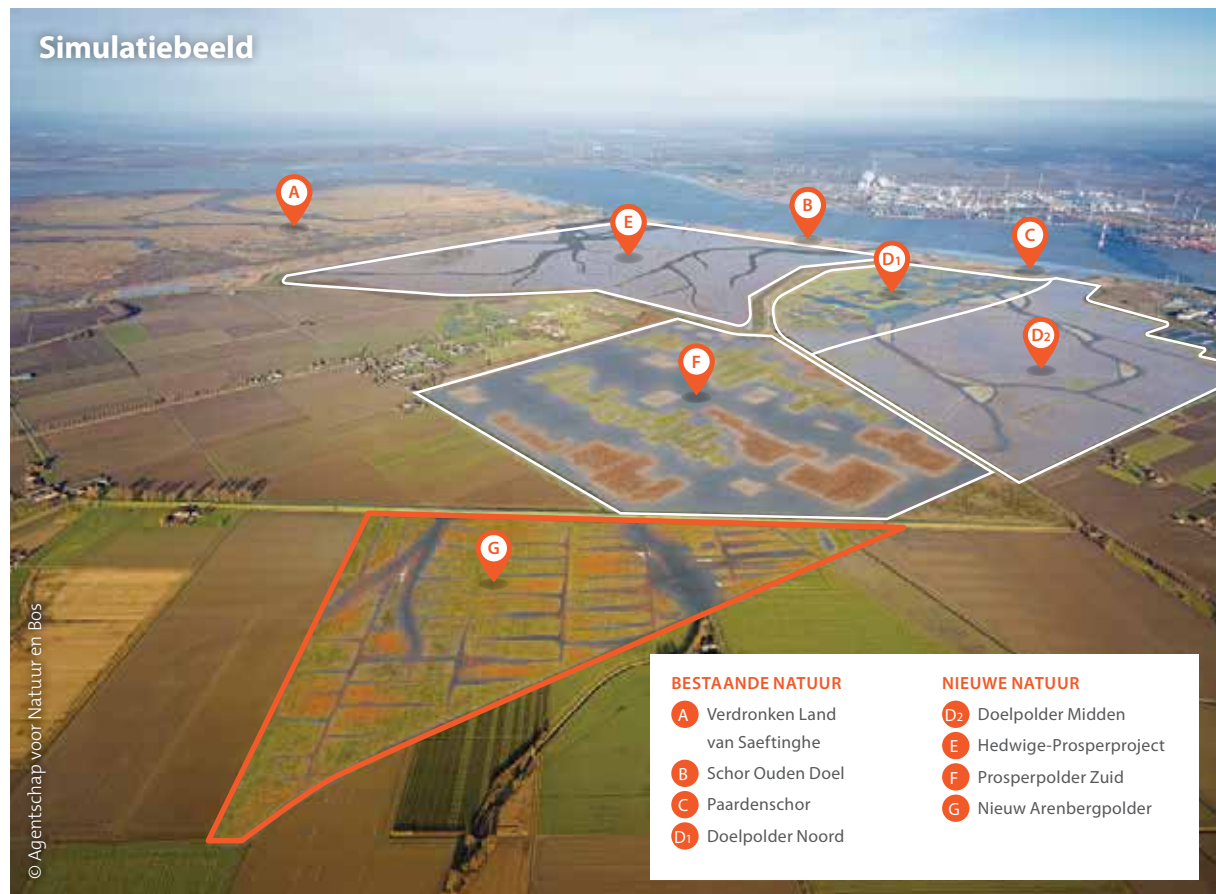 Simulatiebeeld
A
B
E
C
D1
D2
F
G
© Agentschap voor Natuur en Bos
BESTAANDE NATUUR
A Verdronken Land
van Saeftinghe
B Schor Ouden Doel
C Paardenschor
D1 Doelpolder Noord
NIEUWE NATUUR
D2 Doelpolder Midden
E Hedwige-Prosperproject
F Prosperpolder Zuid
G Nieuw Arenbergpolder